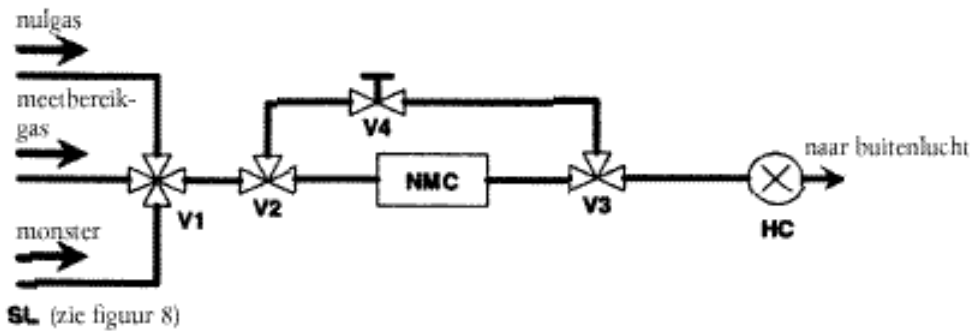 nulgas
meetbereik-
gas
V4
naar buitenlucht
NMC
V1
V2
V3
HC
monster
SL (zie figuur 8)